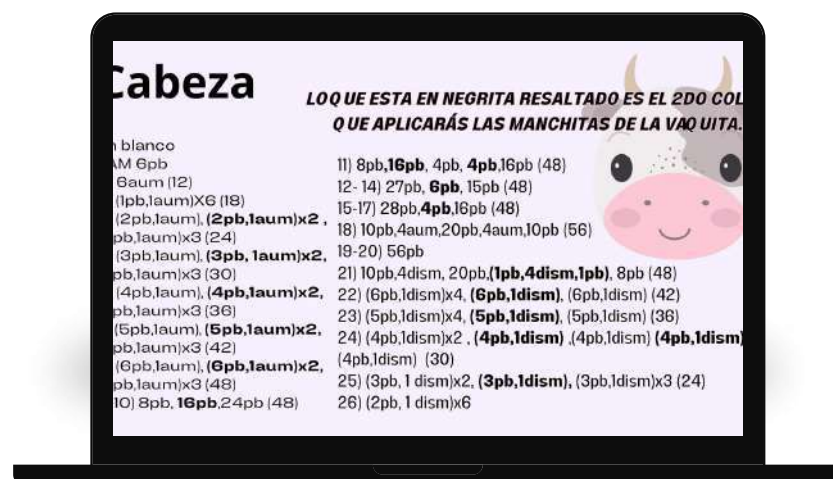 Cabeza
LO QUE ESTA EN NEGRITA RESALTADO ES EL 2DO COL
QUE APLICARÁS LAS MANCHITAS DE LA VAQUITA.
blanco
AM 6pb
6aum (12)
(1pb,1aum)X6 (18)
(2pb,1aum), (2pb,1aum)x2 ,
pb,1aum)x3 (24)
(3pb,1aum), (3pb, 1aum)x2,
pb,1aum)x3 (30)
(4pb,1aum), (4pb,1aum)x2,
pb,1aum)x3 (36)
(5pb,1aum), (5pb,1aum)x2,
pb,1aum)x3 (42)
(6pb,1aum), (6pb,1aum)x2,
pb,1aum)x3 (48)
10) 8pb, 16pb,24pb (48)
11) 8pb,16pb, 4pb, 4pb,16pb (48)
12- 14) 27pb, 6pb, 15pb (48)
15-17) 28pb,4pb,16pb (48)
18) 10pb,4aum,20pb,4aum,10pb (56)
19-20) 56pb
21) 10pb,4dism, 20pb,(1pb,4dism,1pb), 8pb (48)
22) (6pb,1dism)x4, (6pb,1dism), (6pb,1dism) (42)
23) (5pb,1dism)x4, (5pb,1dism), (5pb,1dism) (36)
24) (4pb,1dism)x2 , (4pb,1dism) ,(4pb,1dism) (4pb,1dism)
(4pb,1dism) (30)
25) (3pb, 1 dism)x2, (3pb,1dism), (3pb,1dism)x3 (24)
26) (2pb, 1 dism)x6